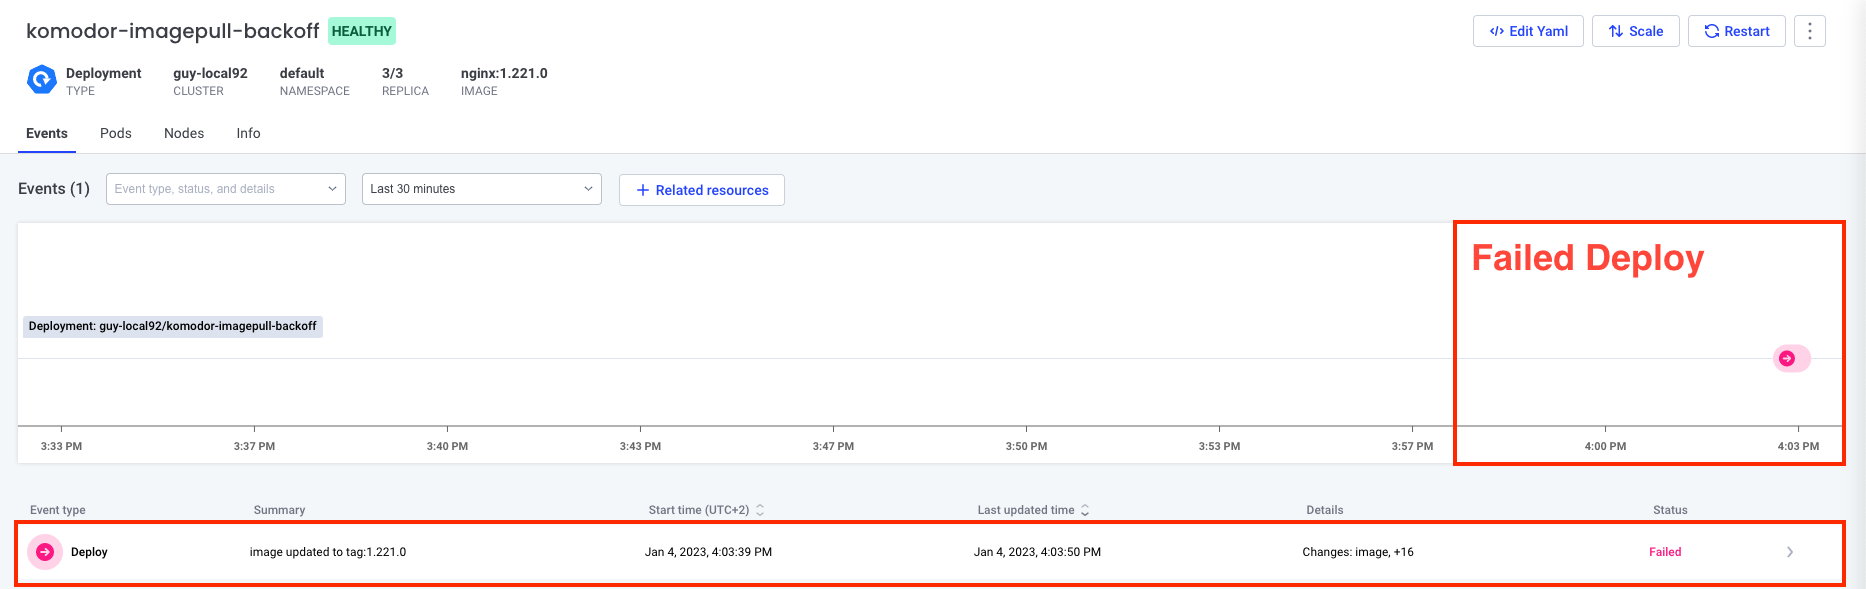 komodor-imagepull-backoff HEALTHY
Edit Yaml Scale Restart
Deployment guy-local92 default 3/3 nginx:1.221.0
TYPE CLUSTER NAMESPACE REPLICA IMAGE
Events Pods Nodes Info
Events (1) Event type, status, and details Last 30 minutes + Related resources
Failed Deploy
Deployment: guy-local92/komodor-imagepull-backoff
3:33 PM 3:37 PM 3:40 PM 3:43 PM 3:47 PM 3:50 PM 3:53 PM 3:57 PM 4:00 PM 4:03 PM
Event type Summary Start time (UTC+2) Last updated time Details Status
Deploy image updated to tag:1.221.0 Jan 4, 2023, 4:03:39 PM Jan 4, 2023, 4:03:50 PM Changes: image, +16 Failed